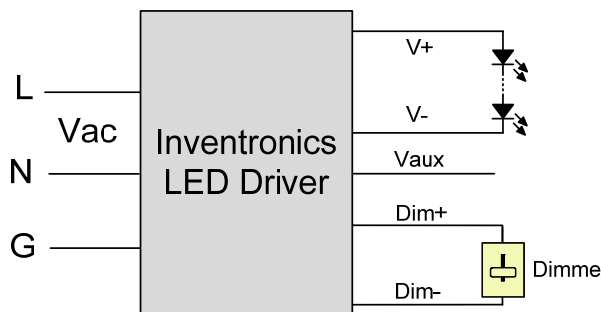 L
Vac
N
G
Inventronics
LED Driver
V+
V-
Vaux
Dim+
Dim-
Dimme